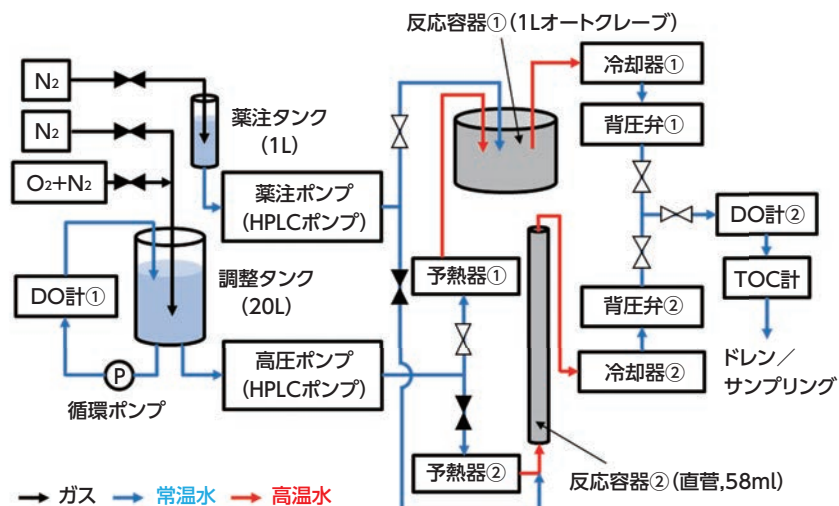 反応容器①(1Lオートクレーブ)
N₂
N₂
O₂+N₂
薬注タンク
(1L)
薬注ポンプ
(HPLCポンプ)
冷却器①
背圧弁①
DO計②
TOC計
ドレン／
サンプリング
DO計①
調整タンク
(20L)
P
循環ポンプ
高圧ポンプ
(HPLCポンプ)
予熱器①
予熱器②
背圧弁②
冷却器②
反応容器②(直菅,58ml)
ガス
常温水
高温水